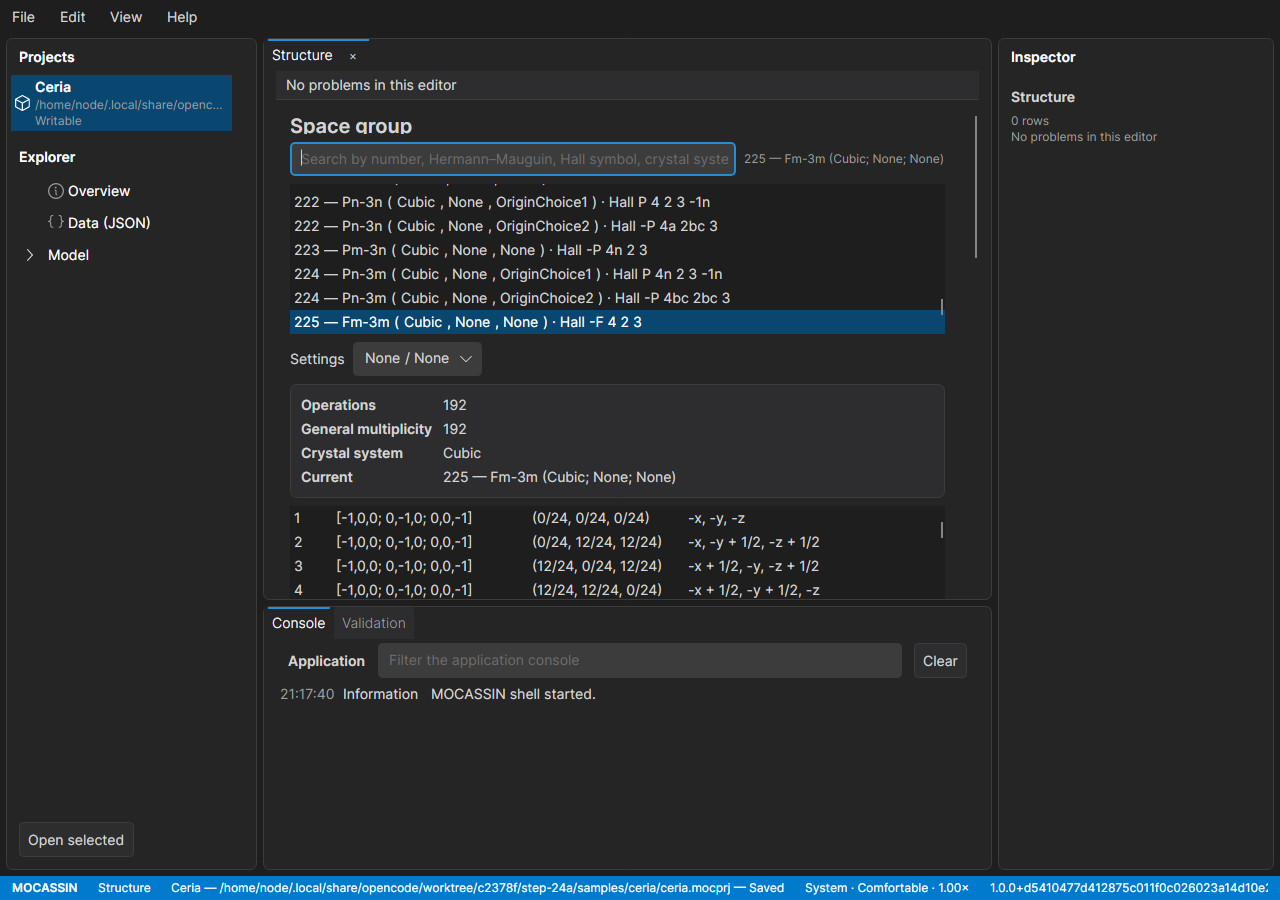 File Edit View Help
Projects
Ceria
/home/node/.local/share/openc...
Writable
Explorer
Overview
{ } Data (JSON)
Model
Open selected
Structure ×
No problems in this editor
Space group
Search by number, Hermann–Mauguin, Hall symbol, crystal syste
225 — Fm-3m (Cubic; None; None)
222 — Pn-3n ( Cubic , None , OriginChoice1 ) · Hall P 4 2 3 -1n
222 — Pn-3n ( Cubic , None , OriginChoice2 ) · Hall -P 4a 2bc 3
223 — Pm-3n ( Cubic , None , None ) · Hall -P 4n 2 3
224 — Pn-3m ( Cubic , None , OriginChoice1 ) · Hall P 4n 2 3 -1n
224 — Pn-3m ( Cubic , None , OriginChoice2 ) · Hall -P 4bc 2bc 3
225 — Fm-3m ( Cubic , None , None ) · Hall -F 4 2 3
Settings None / None
Operations 192
General multiplicity 192
Crystal system Cubic
Current 225 — Fm-3m (Cubic; None; None)
1 [-1,0,0; 0,-1,0; 0,0,-1] (0/24, 0/24, 0/24) -x, -y, -z
2 [-1,0,0; 0,-1,0; 0,0,-1] (0/24, 12/24, 12/24) -x, -y + 1/2, -z + 1/2
3 [-1,0,0; 0,-1,0; 0,0,-1] (12/24, 0/24, 12/24) -x + 1/2, -y, -z + 1/2
4 [-1,0,0; 0,-1,0; 0,0,-1] (12/24, 12/24, 0/24) -x + 1/2, -y + 1/2, -z
Console Validation
Application Filter the application console Clear
21:17:40 Information MOCASSIN shell started.
Inspector
Structure
0 rows
No problems in this editor
MOCASSIN Structure Ceria — /home/node/.local/share/opencode/worktree/c2378f/step-24a/samples/ceria/ceria.mocprj — Saved System · Comfortable · 1.00× 1.0.0+d5410477d412875c011f0c026023a14d10e2